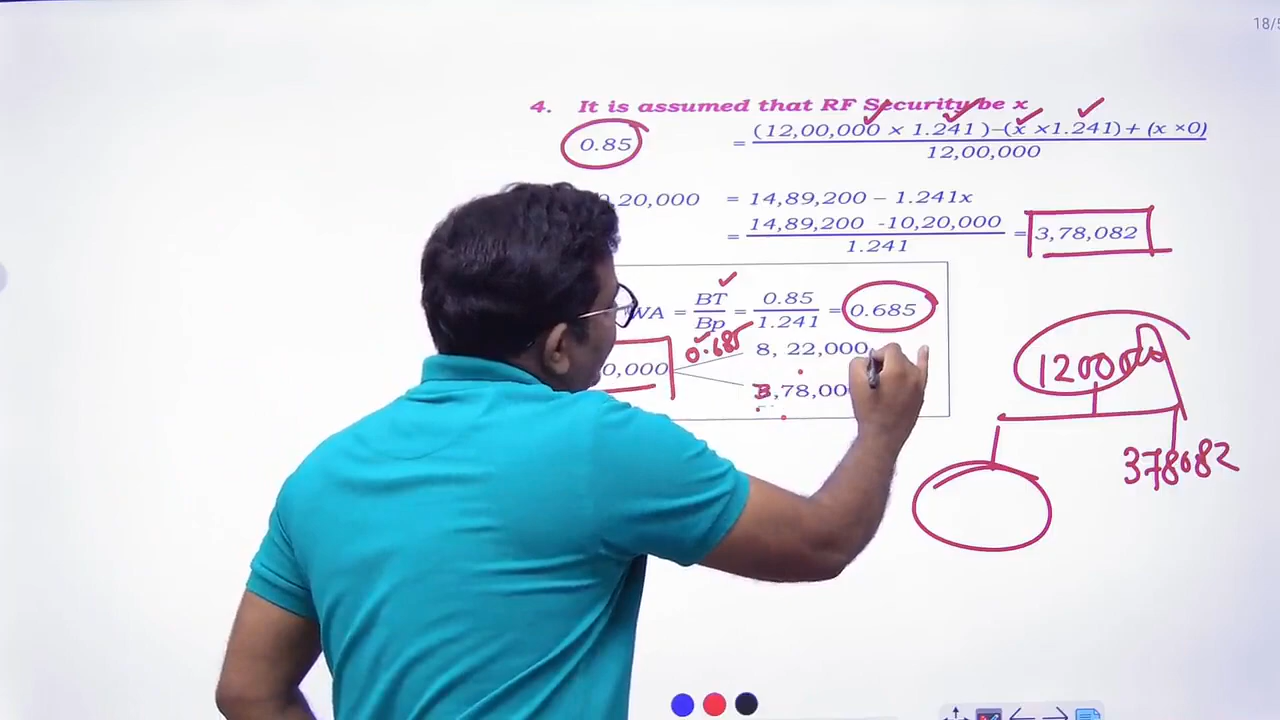 18/5
4. It is assumed that RF Security be x
0.85 = (12,00,000 × 1.241 )–(x ×1.241) + (x ×0)
12,00,000
,20,000 = 14,89,200 – 1.241x
= 14,89,200 -10,20,000 = 3,78,082
1.241
WA = BT = 0.85 = 0.685
Bp 1.241
0.685 8, 22,000
0,000
3,78,00
1200000
378082